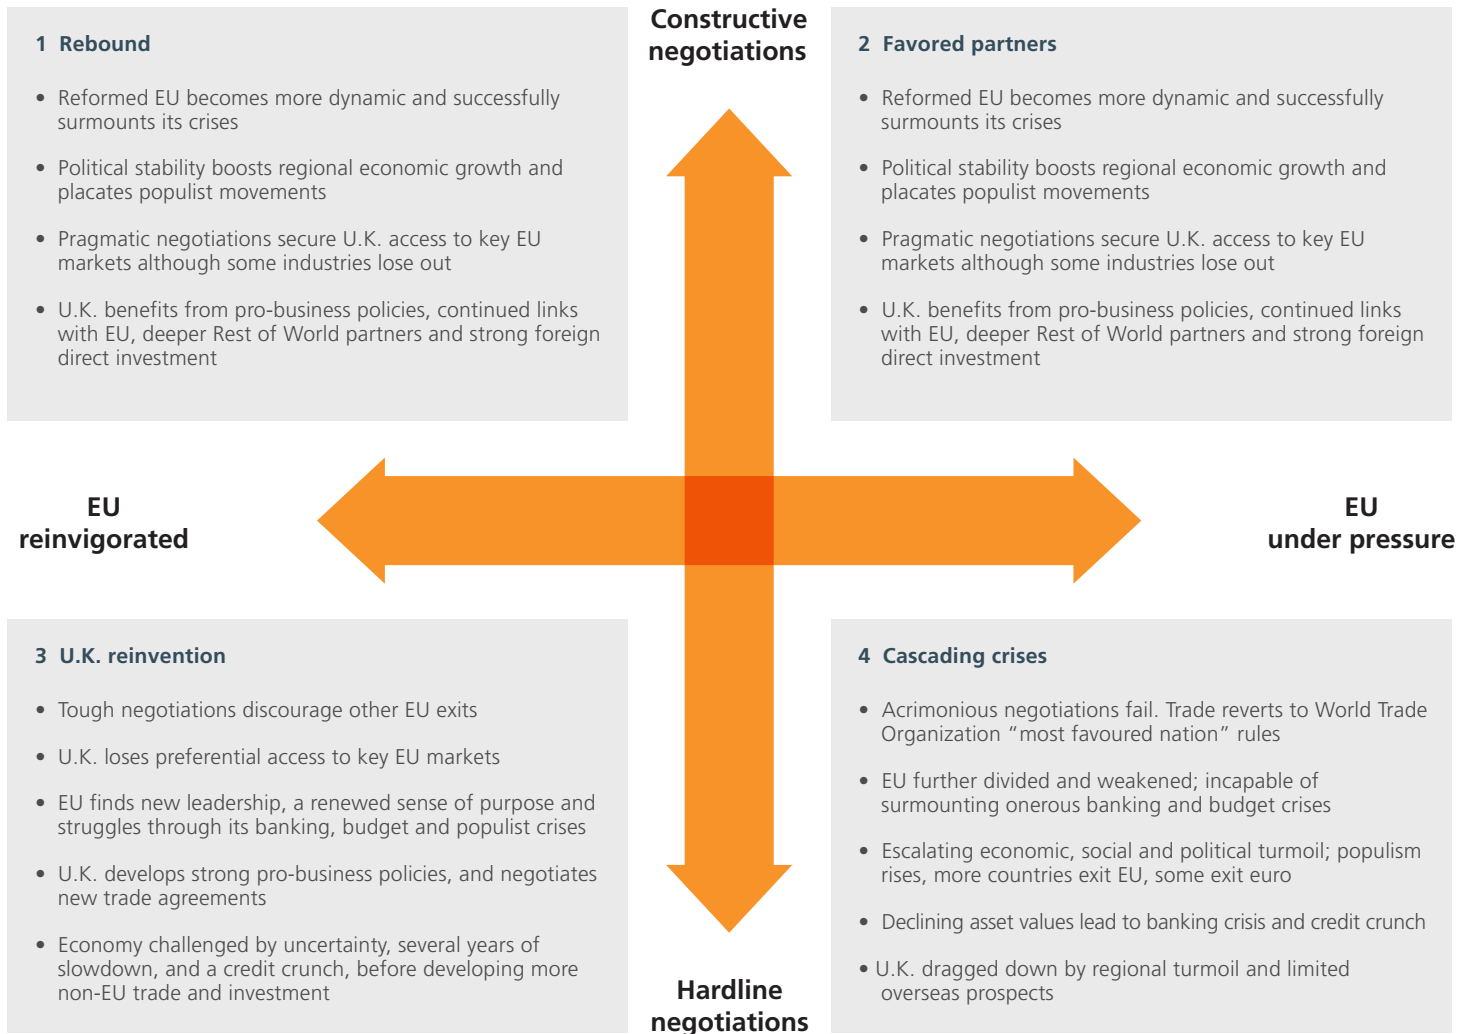 Constructive
negotiations
1 Rebound
• Reformed EU becomes more dynamic and successfully
surmounts its crises
• Political stability boosts regional economic growth and
placates populist movements
• Pragmatic negotiations secure U.K. access to key EU
markets although some industries lose out
• U.K. benefits from pro-business policies, continued links
with EU, deeper Rest of World partners and strong foreign
direct investment
2 Favored partners
• Reformed EU becomes more dynamic and successfully
surmounts its crises
• Political stability boosts regional economic growth and
placates populist movements
• Pragmatic negotiations secure U.K. access to key EU
markets although some industries lose out
• U.K. benefits from pro-business policies, continued links
with EU, deeper Rest of World partners and strong foreign
direct investment
EU
reinvigorated
EU
under pressure
3 U.K. reinvention
• Tough negotiations discourage other EU exits
• U.K. loses preferential access to key EU markets
• EU finds new leadership, a renewed sense of purpose and
struggles through its banking, budget and populist crises
• U.K. develops strong pro-business policies, and negotiates
new trade agreements
• Economy challenged by uncertainty, several years of
slowdown, and a credit crunch, before developing more
non-EU trade and investment
4 Cascading crises
• Acrimonious negotiations fail. Trade reverts to World Trade
Organization “most favoured nation” rules
• EU further divided and weakened; incapable of
surmounting onerous banking and budget crises
• Escalating economic, social and political turmoil; populism
rises, more countries exit EU, some exit euro
• Declining asset values lead to banking crisis and credit crunch
• U.K. dragged down by regional turmoil and limited
overseas prospects
Hardline
negotiations